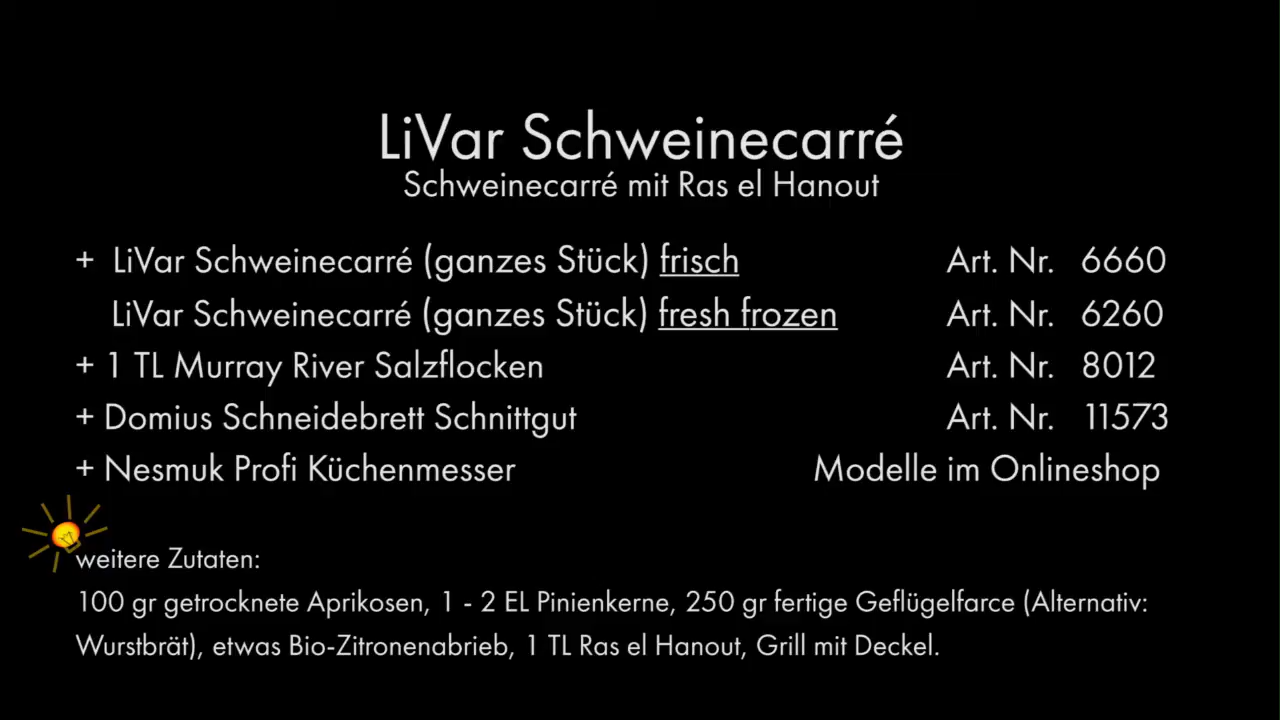 LiVar Schweinecarré
Schweinecarré mit Ras el Hanout
+ LiVar Schweinecarré (ganzes Stück) frisch Art. Nr. 6660
LiVar Schweinecarré (ganzes Stück) fresh frozen Art. Nr. 6260
+ 1 TL Murray River Salzflocken Art. Nr. 8012
+ Domius Schneidebrett Schnittgut Art. Nr. 11573
+ Nesmuk Profi Küchenmesser Modelle im Onlineshop
weitere Zutaten:
100 gr getrocknete Aprikosen, 1 - 2 EL Pinienkerne, 250 gr fertige Geflügelfarce (Alternativ:
Wurstbrät), etwas Bio-Zitronenabrieb, 1 TL Ras el Hanout, Grill mit Deckel.